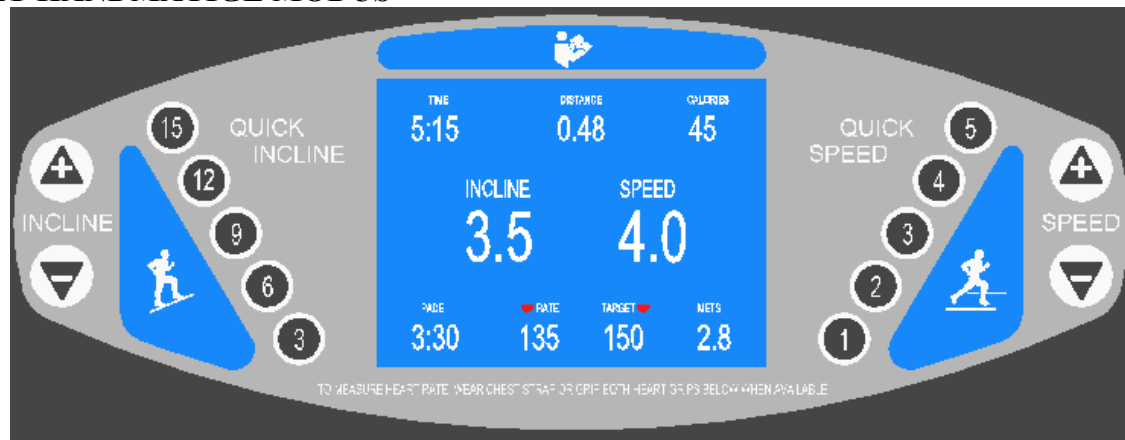 HANDMATIGE MODUS
TIME DISTANCE CALORIES
5:15 0.48 45
QUICK INCLINE
15
12
9
6
3
INCLINE
INCLINE SPEED
3.5 4.0
QUICK SPEED
5
4
3
2
1
SPEED
PACE RATE TARGET METS
3:30 135 150 2.8
TO MEASURE HEART RATE, WEAR CHEST STRAP OR GRIP BOTH HEART GRIPS BELOW WHEN AVAILABLE